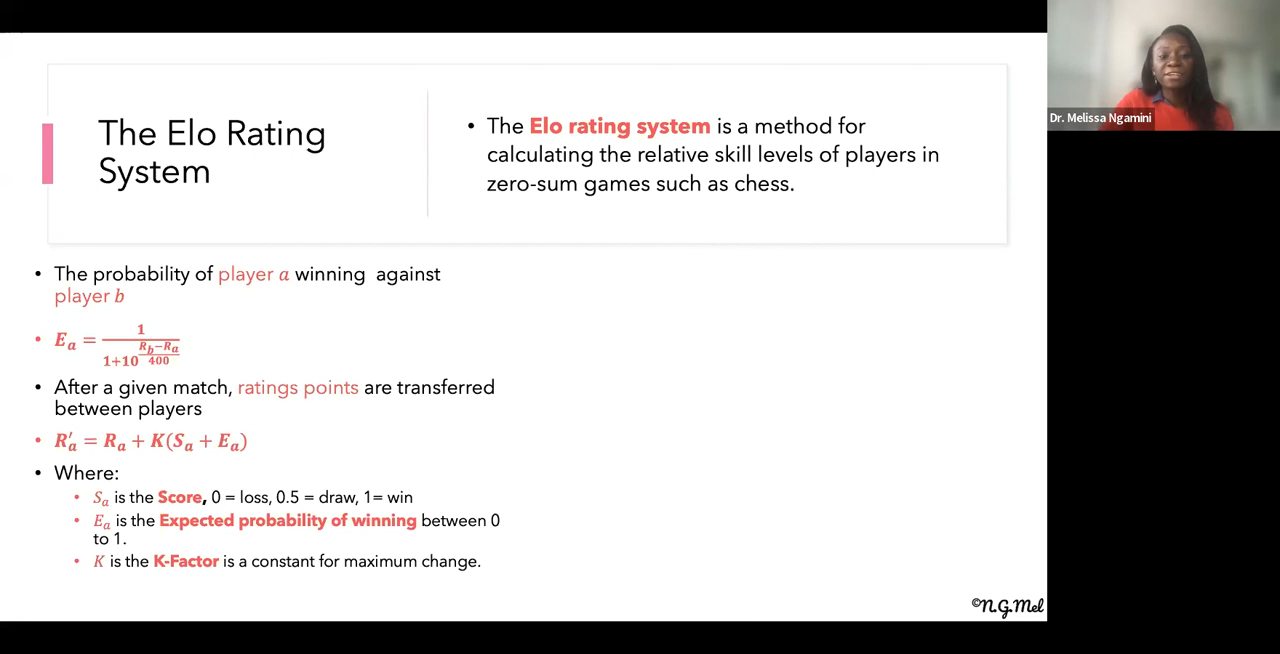 The Elo Rating
System
• The Elo rating system is a method for
calculating the relative skill levels of players in
zero-sum games such as chess.
Dr. Melissa Ngamini
• The probability of player a winning against
player b
• E_a = \frac{1}{1+10^{\frac{R_b-R_a}{400}}}
• After a given match, ratings points are transferred
between players
• R'_a = R_a + K(S_a + E_a)
• Where:
• S_a is the Score, 0 = loss, 0.5 = draw, 1= win
• E_a is the Expected probability of winning between 0
to 1.
• K is the K-Factor is a constant for maximum change.
©N.G.Mel